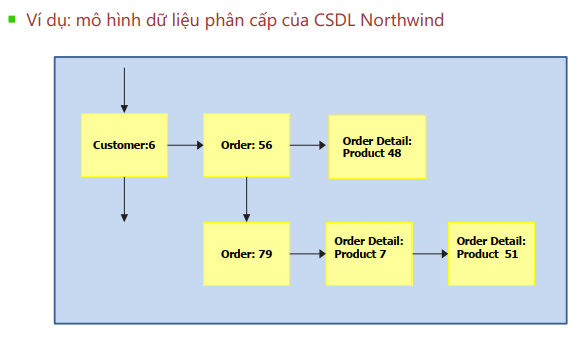 Ví dụ: mô hình dữ liệu phân cấp của CSDL Northwind
Customer:6
Order: 56
Order Detail:
Product 48
Order: 79
Order Detail:
Product 7
Order Detail:
Product 51